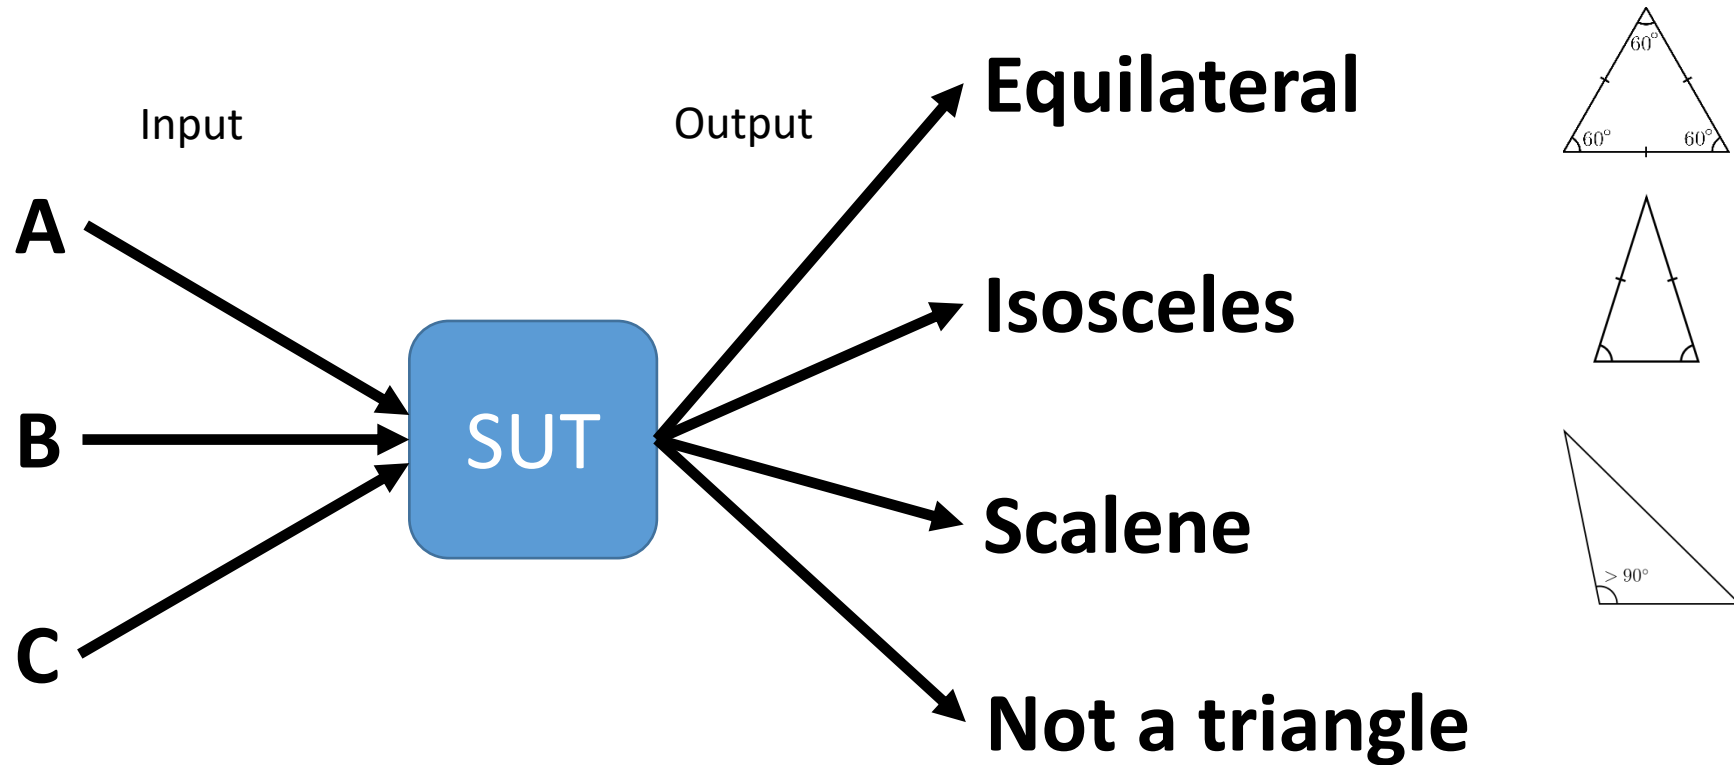 Input
Output
A
B
C
SUT
Equilateral
Isosceles
Scalene
Not a triangle
60°
60°
60°
> 90°